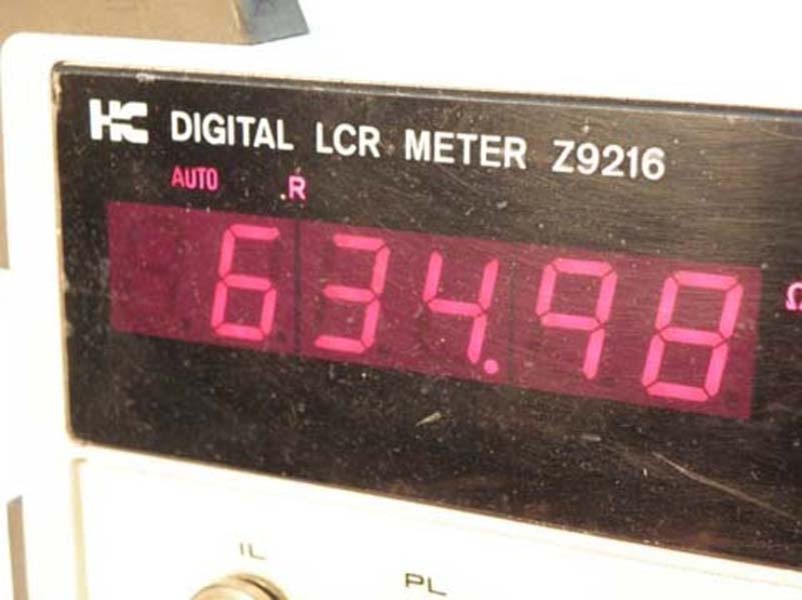 HC DIGITAL LCR METER Z9216
AUTO .R
634.98 Ω
IL PL